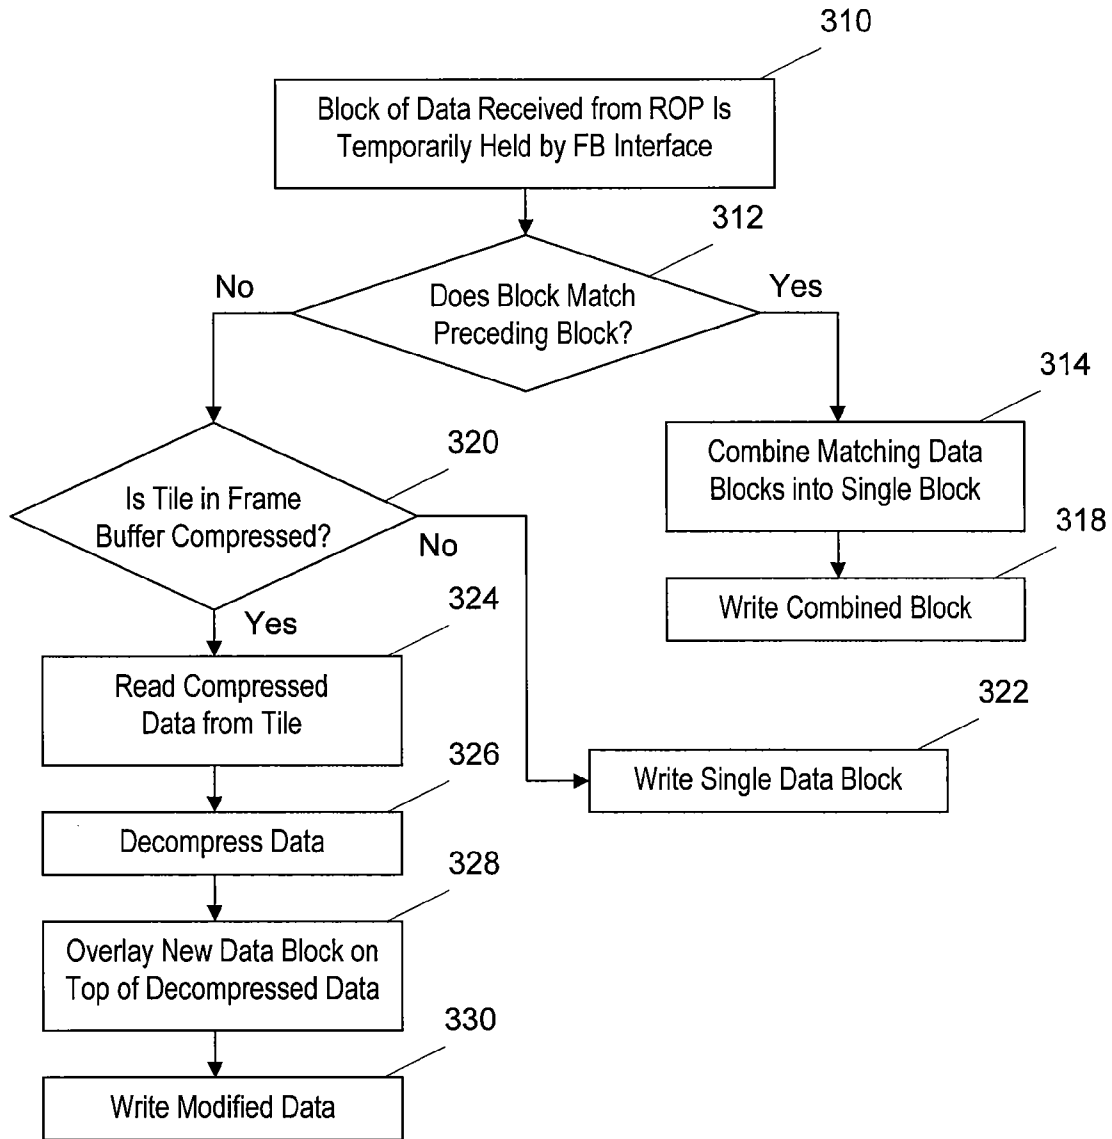 310
Block of Data Received from ROP Is
Temporarily Held by FB Interface
312
No
Yes
Does Block Match
Preceding Block?
314
Combine Matching Data
Blocks into Single Block
320
Is Tile in Frame
Buffer Compressed?
No
318
Write Combined Block
324
Yes
Read Compressed
Data from Tile
322
Write Single Data Block
326
Decompress Data
328
Overlay New Data Block on
Top of Decompressed Data
330
Write Modified Data